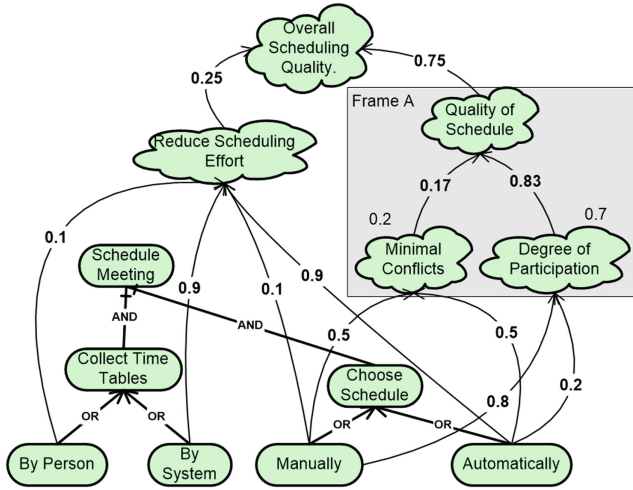 Overall
Scheduling
Quality.
0.25
0.75
Frame A
Quality of
Schedule
Reduce Scheduling
Effort
0.17
0.83
0.2
0.7
Minimal
Conflicts
Degree of
Participation
0.1
Schedule
Meeting
0.9
0.1
0.9
AND
AND
0.5
0.5
Collect Time
Tables
Choose
Schedule
0.2
0.8
OR
OR
OR
OR
By Person
By
System
Manually
Automatically